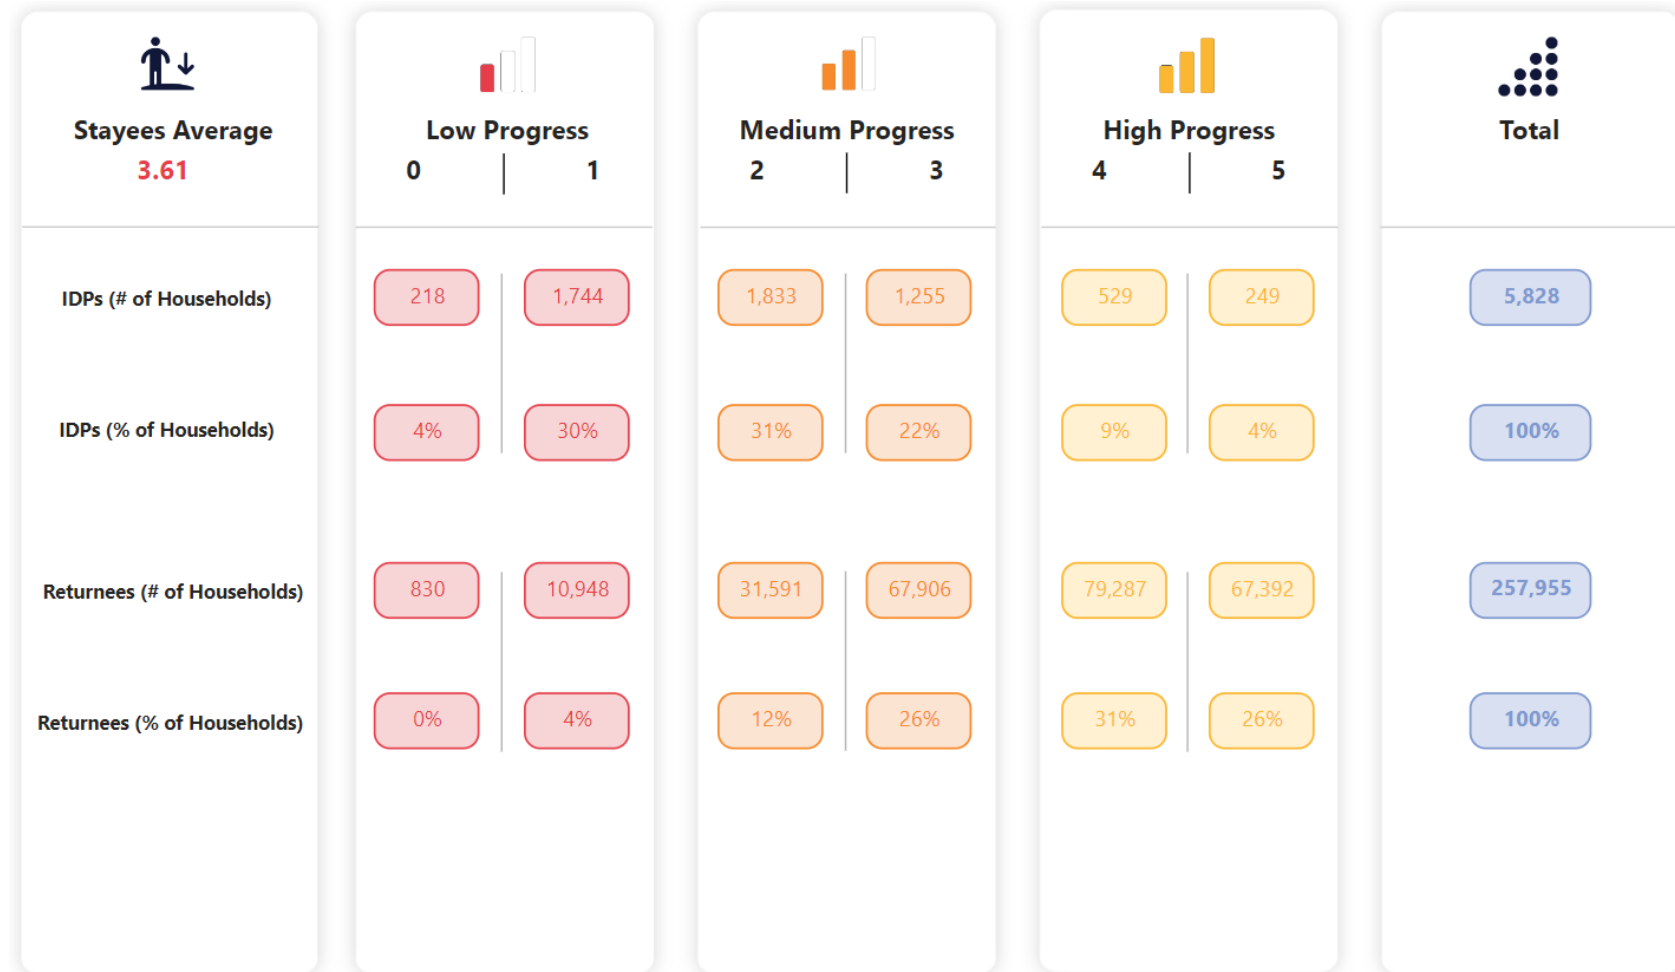 Stayees Average
3.61
Low Progress
0 1
Medium Progress
2 3
High Progress
4 5
Total
IDPs (# of Households) 218 1,744 1,833 1,255 529 249 5,828
IDPs (% of Households) 4% 30% 31% 22% 9% 4% 100%
Returnees (# of Households) 830 10,948 31,591 67,906 79,287 67,392 257,955
Returnees (% of Households) 0% 4% 12% 26% 31% 26% 100%